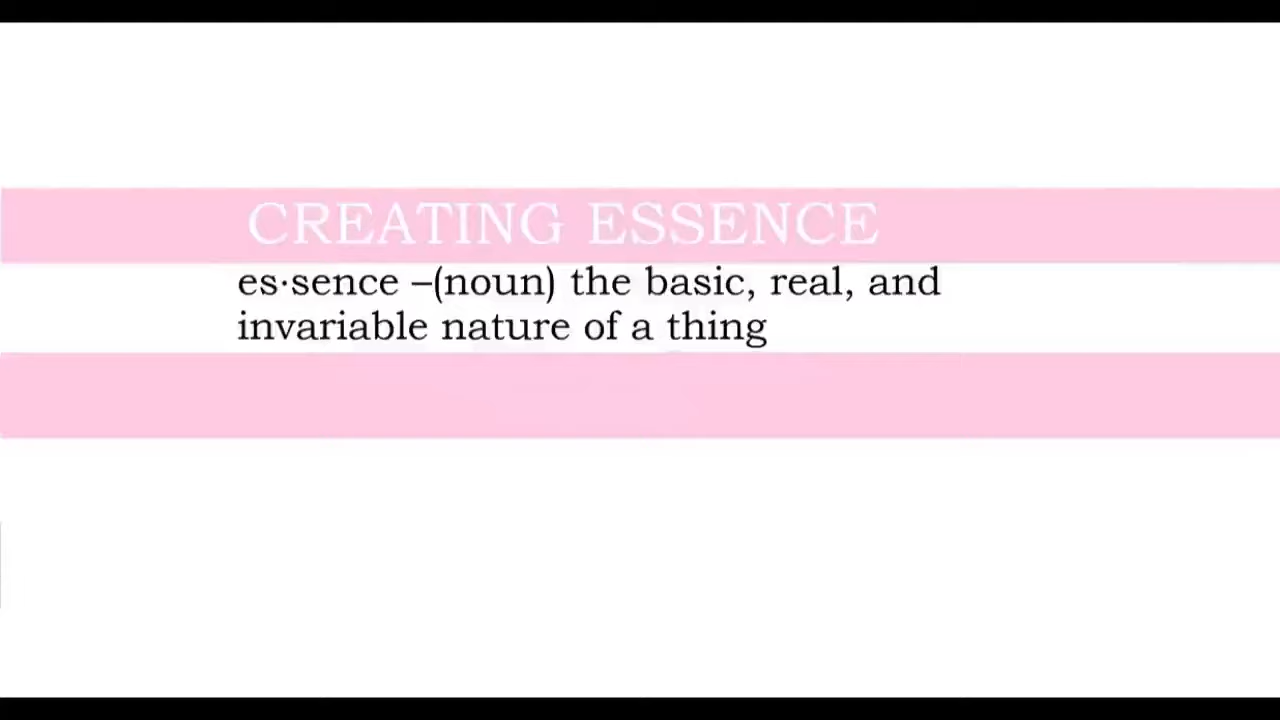 CREATING ESSENCE
es·sence –(noun) the basic, real, and
invariable nature of a thing